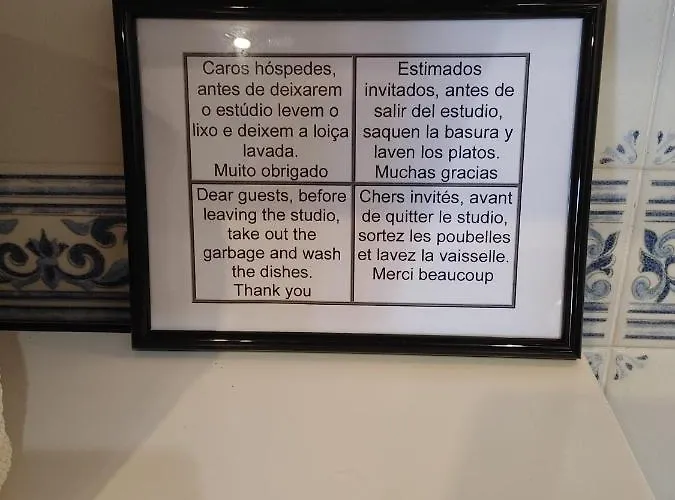 Caros hóspedes,
antes de deixarem
o estúdio levem o
lixo e deixem a loiça
lavada.
Muito obrigado
Estimados
invitados, antes de
salir del estudio,
saquen la basura y
laven los platos.
Muchas gracias
Dear guests, before
leaving the studio,
take out the
garbage and wash
the dishes.
Thank you
Chers invités, avant
de quitter le studio,
sortez les poubelles
et lavez la vaisselle.
Merci beaucoup